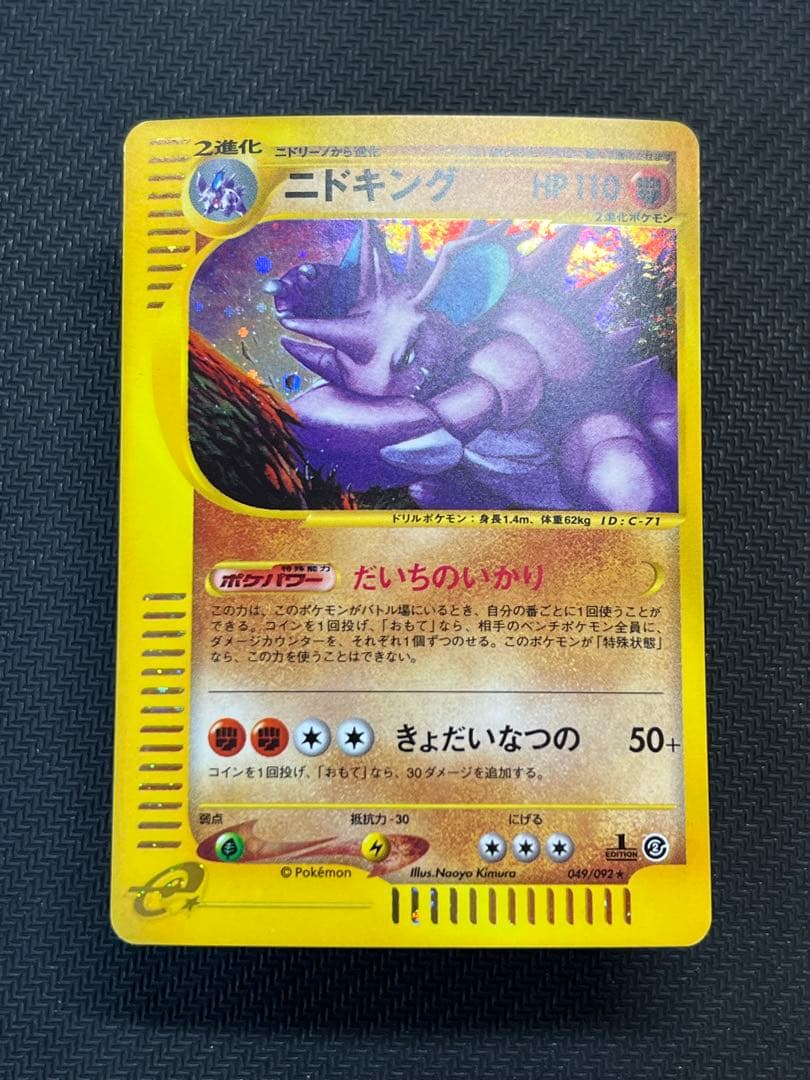 2進化
ニドリーノから進化
ニドキング HP 110
2進化ポケモン
ドリルポケモン：身長1.4m、体重62kg ID:C-71
特殊能力
ポケパワー だいちのいかり
この力は、このポケモンがバトル場にいるとき、自分の番ごとに1回使うことが
できる。コインを1回投げ、「おもて」なら、相手のベンチポケモン全員に、
ダメージカウンターを、それぞれ1個ずつのせる。このポケモンが「特殊状態」
なら、この力を使うことはできない。
きょだいなつの 50+
コインを1回投げ、「おもて」なら、30ダメージを追加する。
弱点 抵抗力 -30 にげる
1
EDITION
© Pokémon Illus. Naoyo Kimura 049/092 ★
e